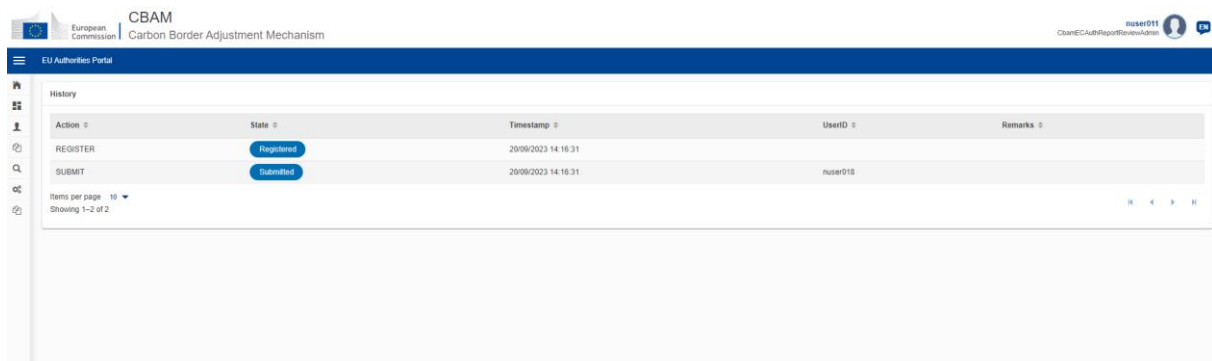 European
Commission
CBAM
Carbon Border Adjustment Mechanism
nuser011
CbamECAuthReportReviewAdmin
EN
EU Authorities Portal
History
Action State Timestamp UserID Remarks
REGISTER Registered 20/09/2023 14:16:31
SUBMIT Submitted 20/09/2023 14:16:31 nuser018
Items per page 10
Showing 1–2 of 2